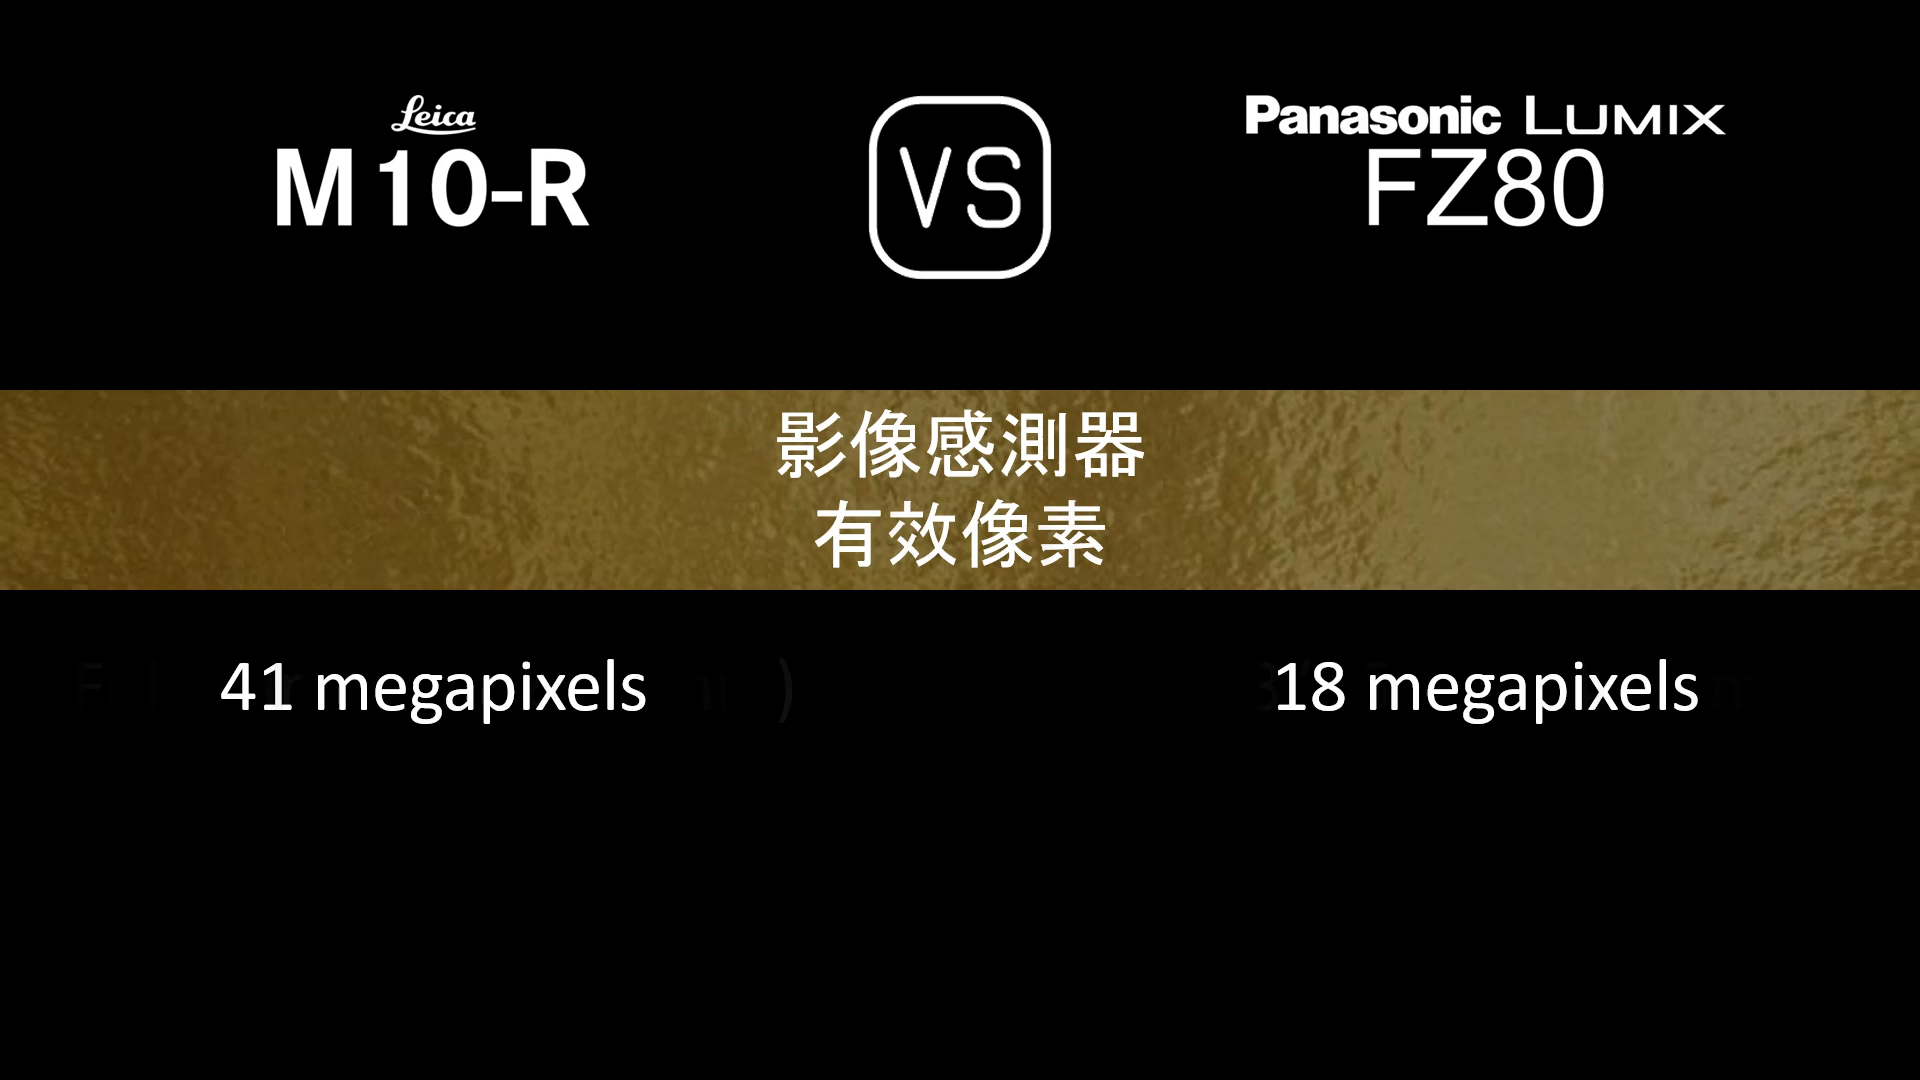 Leica
M10-R
VS
Panasonic LUMIX
FZ80
影像感測器
有效像素
41 megapixels
18 megapixels